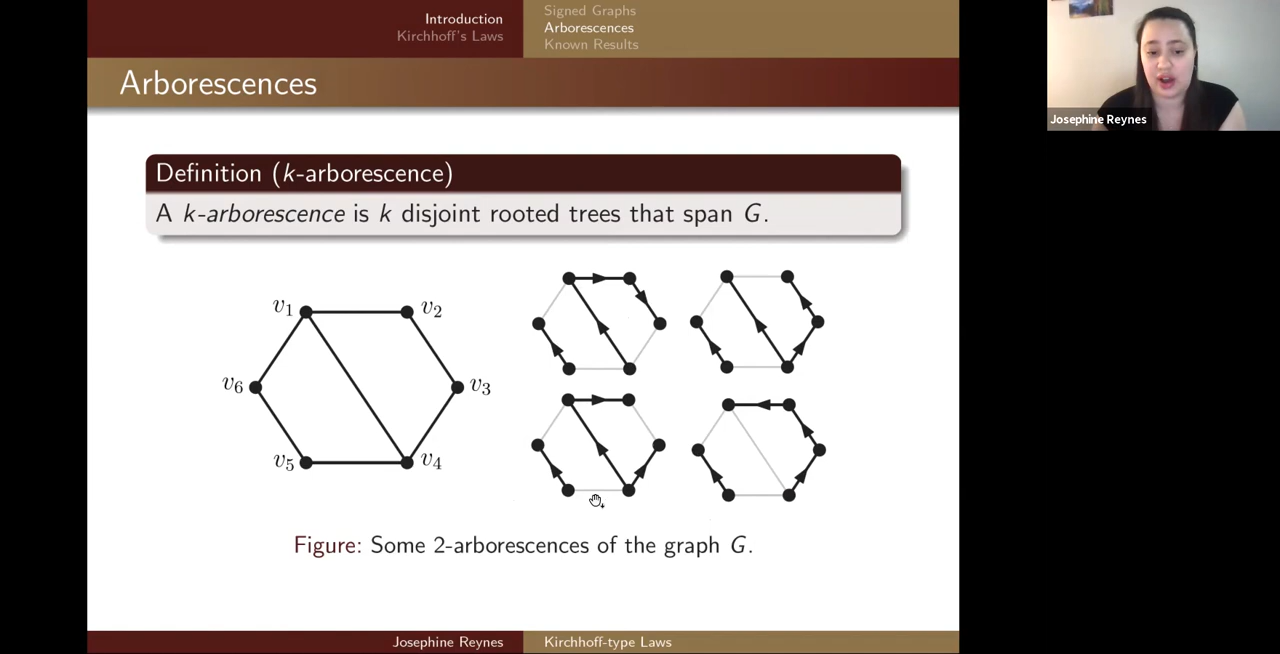 Introduction
Kirchhoff's Laws
Signed Graphs
Arborescences
Known Results
Arborescences
Josephine Reynes
Definition (k-arborescence)
A k-arborescence is k disjoint rooted trees that span G.
v1
v2
v6
v3
v5
v4
Figure: Some 2-arborescences of the graph G.
Josephine Reynes
Kirchhoff-type Laws